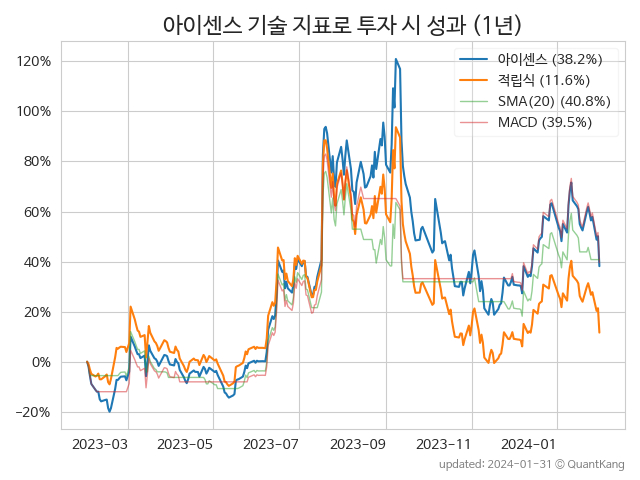 아이센스 기술 지표로 투자 시 성과 (1년)
아이센스 (38.2%)
적립식 (11.6%)
SMA(20) (40.8%)
MACD (39.5%)
120%
100%
80%
60%
40%
20%
0%
−20%
2023-03 2023-05 2023-07 2023-09 2023-11 2024-01
updated: 2024-01-31 © QuantKang